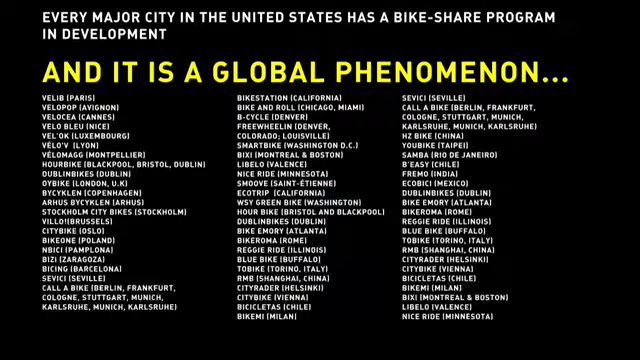 EVERY MAJOR CITY IN THE UNITED STATES HAS A BIKE-SHARE PROGRAM
IN DEVELOPMENT
AND IT IS A GLOBAL PHENOMENON...
VELIB (PARIS)
VELOPOP (AVIGNON)
VELOCEA (CANNES)
VELO BLEU (NICE)
VEL'OK (LUXEMBOURG)
VÉLO'V (LYON)
VÉLOMAGG (MONTPELLIER)
HOURBIKE (BLACKPOOL, BRISTOL, DUBLIN)
DUBLINBIKES (DUBLIN)
OYBIKE (LONDON, U.K)
BYCYKLEN (COPENHAGEN)
ARHUS BYCYKLEN (ARHUS)
STOCKHOLM CITY BIKES (STOCKHOLM)
VILLO!(BRUSSELS)
CITYBIKE (OSLO)
BIKEONE (POLAND)
NBICI (PAMPLONA)
BIZI (ZARAGOZA)
BICING (BARCELONA)
SEVICI (SEVILLE)
CALL A BIKE (BERLIN, FRANKFURT,
COLOGNE, STUTTGART, MUNICH,
KARLSRUHE, MUNICH, KARLSRUHE)
BIKESTATION (CALIFORNIA)
BIKE AND ROLL (CHICAGO, MIAMI)
B-CYCLE (DENVER)
FREEWHEELIN (DENVER,
COLORADO; LOUISVILLE)
SMARTBIKE (WASHINGTON D.C.)
BIXI (MONTREAL & BOSTON)
LIBELO (VALENCE)
NICE RIDE (MINNESOTA)
SMOOVE (SAINT-ÉTIENNE)
ECOTRIP (CALIFORNIA)
WSY GREEN BIKE (WASHINGTON)
HOUR BIKE (BRISTOL AND BLACKPOOL)
DUBLINBIKES (DUBLIN)
BIKE EMORY (ATLANTA)
BIKEROMA (ROME)
REGGIE RIDE (ILLINOIS)
BLUE BIKE (BUFFALO)
TOBIKE (TORINO, ITALY)
RMB (SHANGHAI, CHINA)
CITYRADER (HELSINKI)
CITYBIKE (VIENNA)
BICICLETAS (CHILE)
BIKEMI (MILAN)
SEVICI (SEVILLE)
CALL A BIKE (BERLIN, FRANKFURT,
COLOGNE, STUTTGART, MUNICH,
KARLSRUHE, MUNICH, KARLSRUHE)
HZ BIKE (CHINA)
YOUBIKE (TAIPEI)
SAMBA (RIO DE JANEIRO)
B'EASY (CHILE)
FREMO (INDIA)
ECOBICI (MEXICO)
DUBLINBIKES (DUBLIN)
BIKE EMORY (ATLANTA)
BIKEROMA (ROME)
REGGIE RIDE (ILLINOIS)
BLUE BIKE (BUFFALO)
TOBIKE (TORINO, ITALY)
RMB (SHANGHAI, CHINA)
CITYRADER (HELSINKI)
CITYBIKE (VIENNA)
BICICLETAS (CHILE)
BIKEMI (MILAN)
BIXI (MONTREAL & BOSTON)
LIBELO (VALENCE)
NICE RIDE (MINNESOTA)